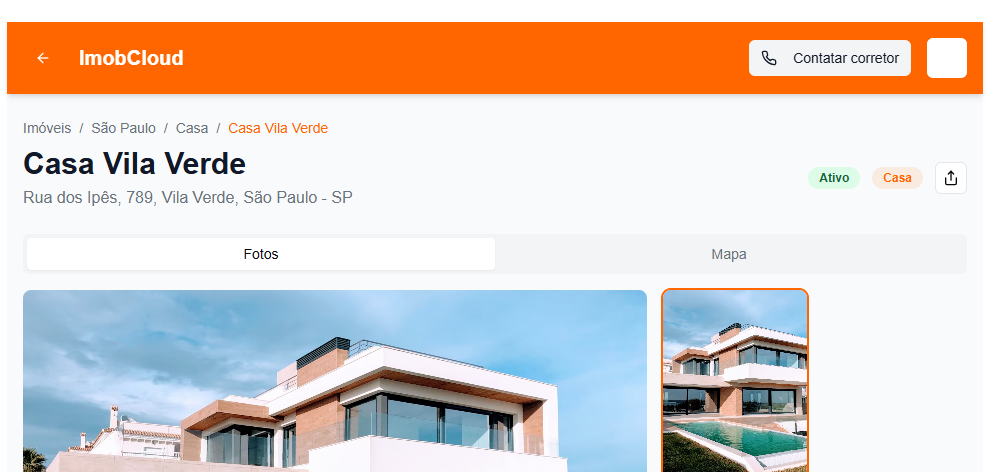 ImobCloud
Contatar corretor
Imóveis / São Paulo / Casa / Casa Vila Verde
Casa Vila Verde
Rua dos Ipês, 789, Vila Verde, São Paulo - SP
Ativo
Casa
Fotos
Mapa